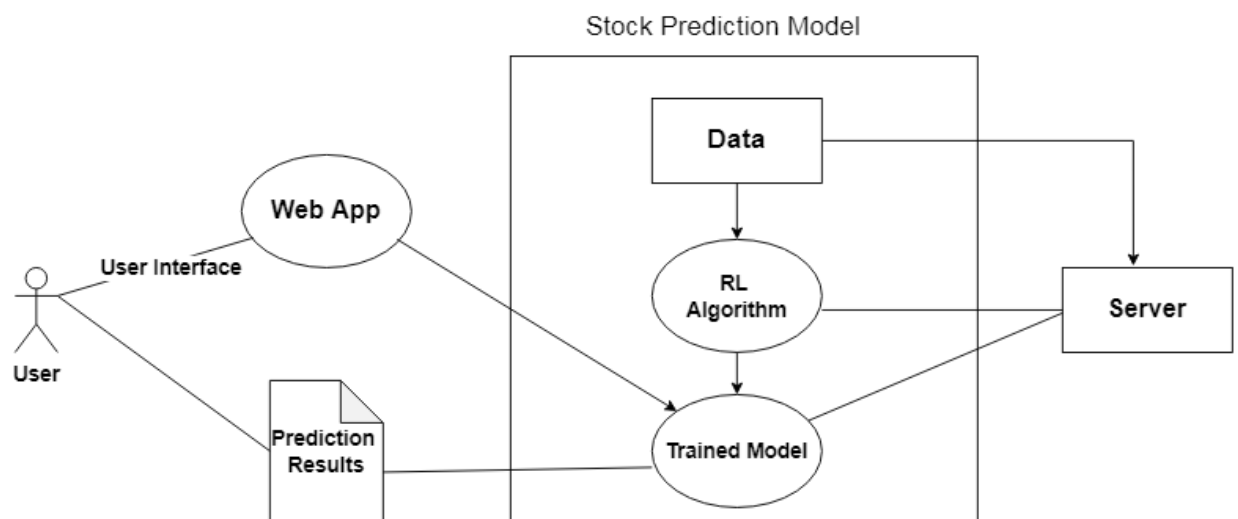 Stock Prediction Model
Data
Web App
User Interface
RL
Algorithm
Server
User
Prediction
Results
Trained Model